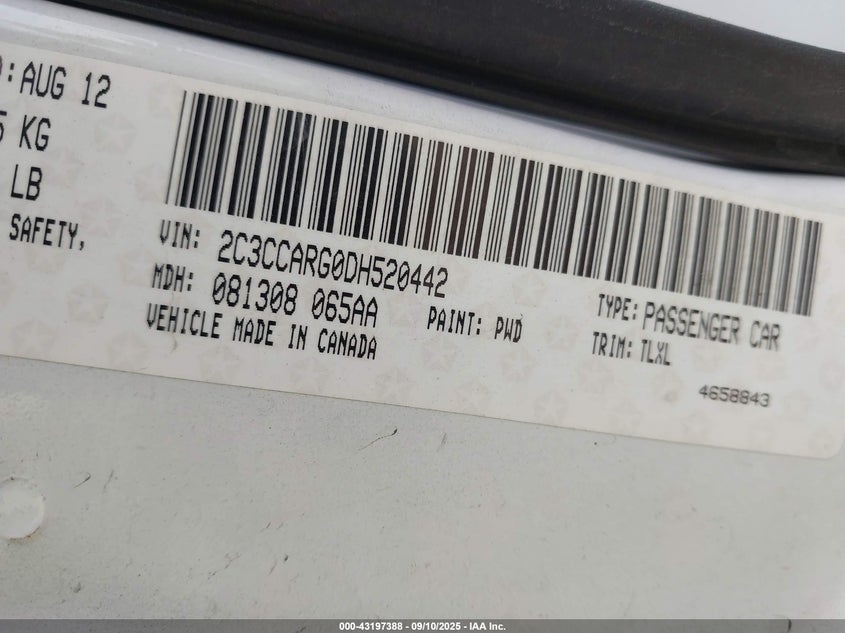 D:AUG 12
5 KG
LB
SAFETY,
VIN: 2C3CCARG0DH520442
MDH: 081308 065AA
VEHICLE MADE IN CANADA
PAINT: PWD
TYPE: PASSENGER CAR
TRIM: TLXL
4658843
000-43197388 - 09/10/2025 - IAA Inc.